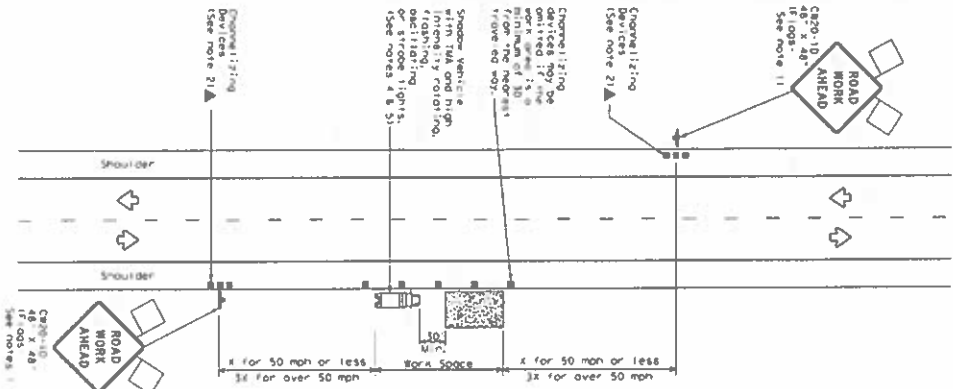 CW20-1D
48" X 48"
(Flags-
See note 1)
ROAD
WORK
AHEAD
Channelizing
Devices
(See note 2)
Channelizing
devices may be
omitted if the
work area is a
minimum of 30'
from the nearest
traveled way.
Shadow Vehicle
with TMA and high
intensity rotating,
flashing,
oscillating
or strobe lights.
(See notes 4 & 5)
Channelizing
Devices
(See note 2)
Shoulder
Shoulder
30'
Min.
X for 50 mph or less
3X for over 50 mph
Work Space
X for 50 mph or less
3X for over 50 mph
ROAD
WORK
AHEAD
CW20-1D
48" X 48"
(Flags
See notes 1